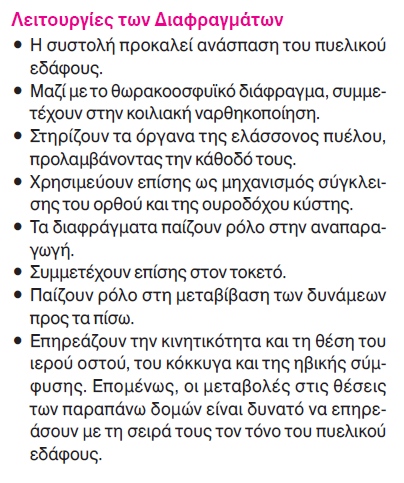 Λειτουργίες των Διαφραγμάτων
• Η συστολή προκαλεί ανάσπαση του πυελικού
εδάφους.
• Μαζί με το θωρακοοσφυϊκό διάφραγμα, συμμε-
τέχουν στην κοιλιακή ναρθηκοποίηση.
• Στηρίζουν τα όργανα της ελάσσονος πυέλου,
προλαμβάνοντας την κάθοδό τους.
• Χρησιμεύουν επίσης ως μηχανισμός σύγκλει-
σης του ορθού και της ουροδόχου κύστης.
• Τα διαφράγματα παίζουν ρόλο στην αναπαρα-
γωγή.
• Συμμετέχουν επίσης στον τοκετό.
• Παίζουν ρόλο στη μεταβίβαση των δυνάμεων
προς τα πίσω.
• Επηρεάζουν την κινητικότητα και τη θέση του
ιερού οστού, του κόκκυγα και της ηβικής σύμ-
φυσης. Επομένως, οι μεταβολές στις θέσεις
των παραπάνω δομών είναι δυνατό να επηρε-
άσουν με τη σειρά τους τον τόνο του πυελικού
εδάφους.